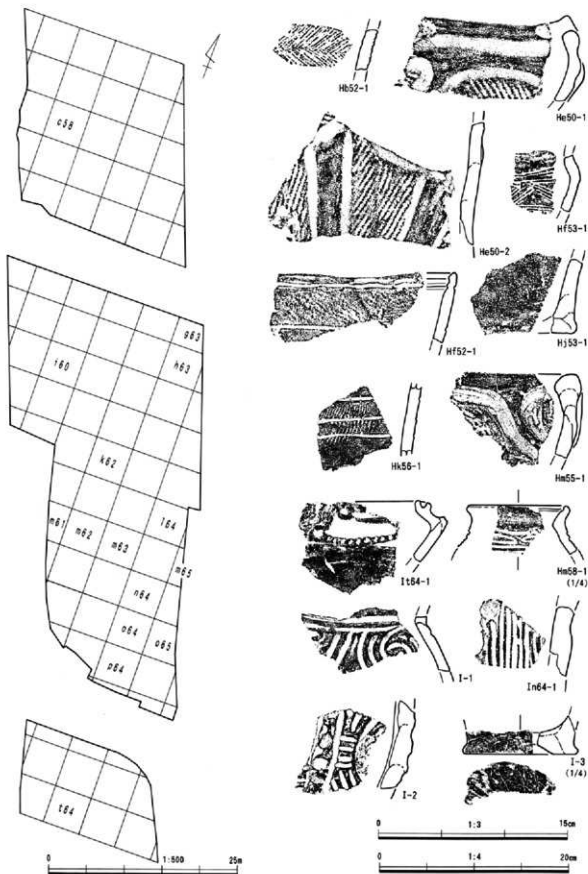 c58
g63
f60
h63
k62
l64
m61
m62
m63
m65
n64
o64
o65
p64
t64
0
1:500
25m
Hb52-1
He50-1
He50-2
Hf53-1
Hf52-1
Hj53-1
Hk56-1
Hm55-1
It64-1
Hm58-1
(1/4)
I-1
In64-1
I-2
I-3
(1/4)
0
1:3
15cm
0
1:4
20cm